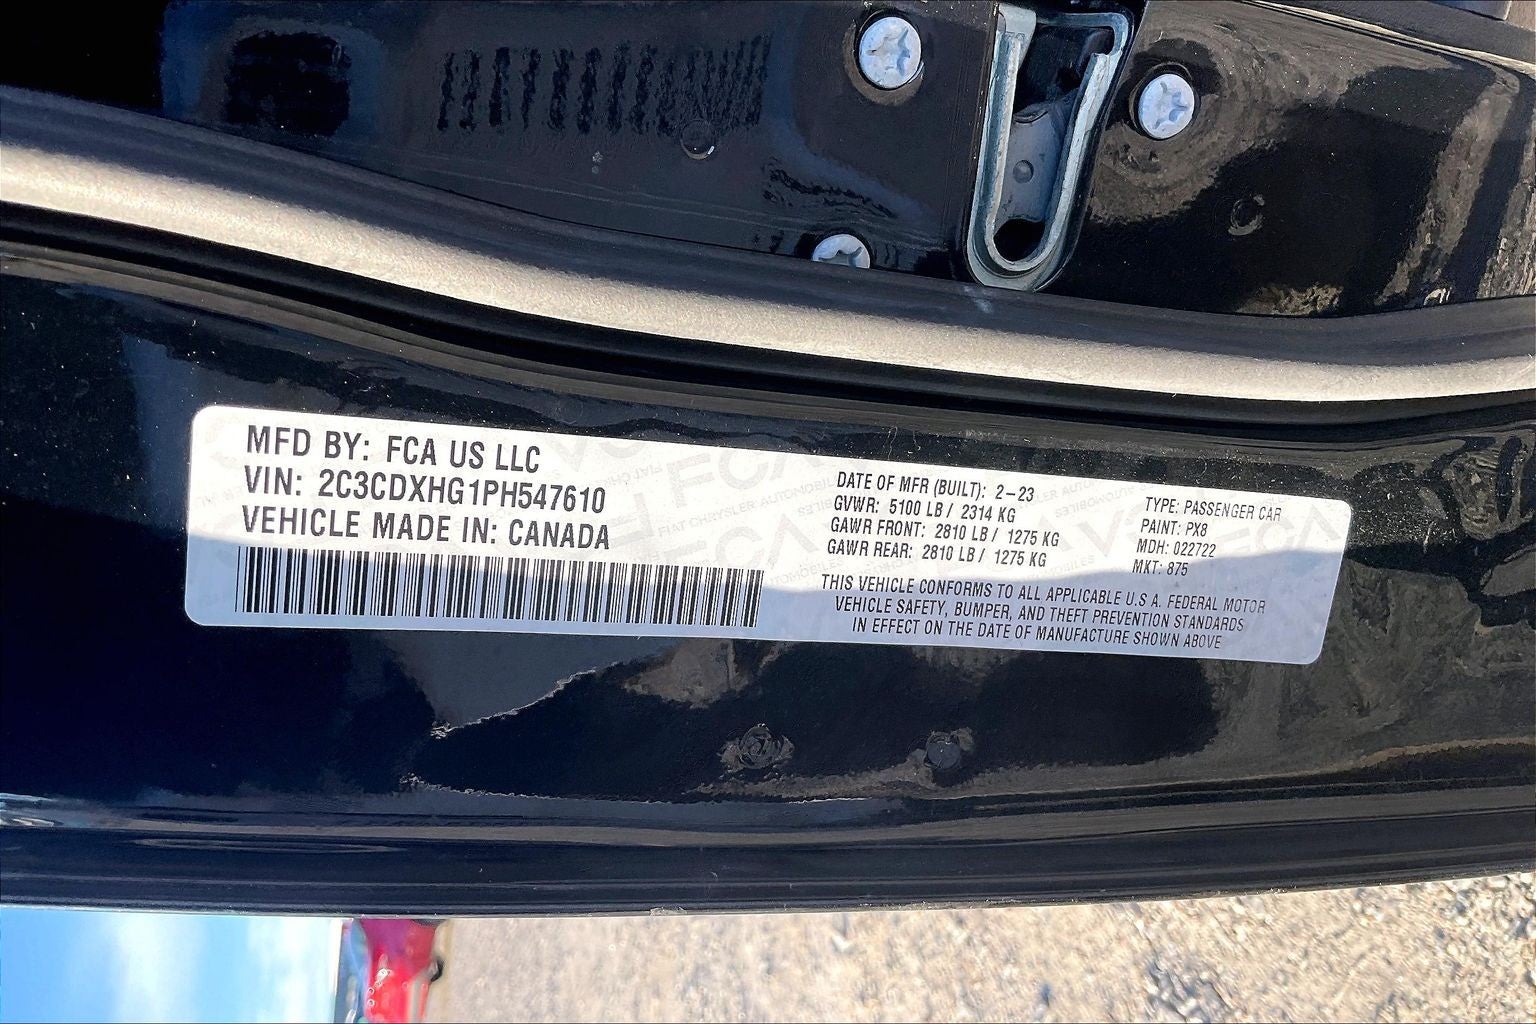 MFD BY: FCA US LLC
VIN: 2C3CDXHG1PH547610
VEHICLE MADE IN: CANADA
DATE OF MFR (BUILT): 2-23
GVWR: 5100 LB / 2314 KG
GAWR FRONT: 2810 LB / 1275 KG
GAWR REAR: 2810 LB / 1275 KG
TYPE: PASSENGER CAR
PAINT: PX8
MDH: 022722
MKT: 875
THIS VEHICLE CONFORMS TO ALL APPLICABLE U.S A. FEDERAL MOTOR
VEHICLE SAFETY, BUMPER, AND THEFT PREVENTION STANDARDS
IN EFFECT ON THE DATE OF MANUFACTURE SHOWN ABOVE